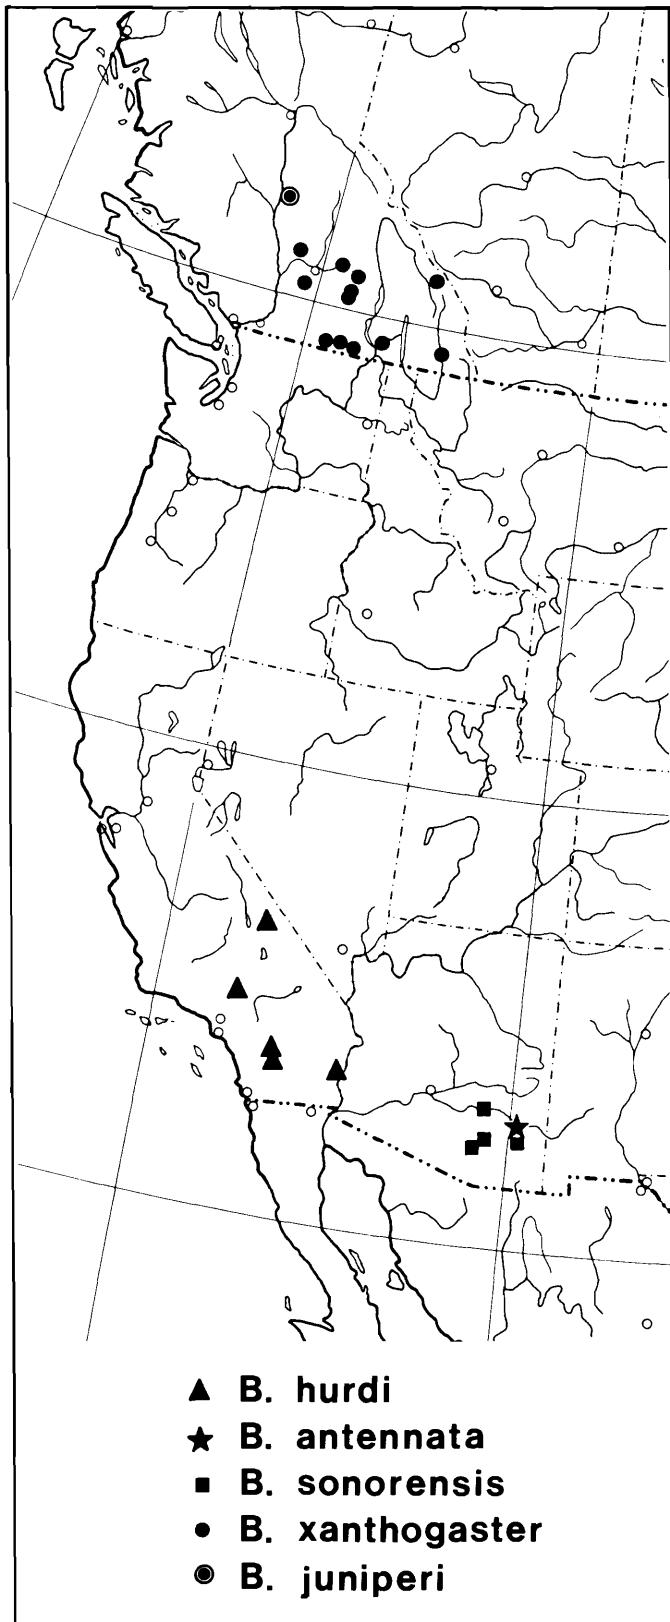 B. hurdi
B. antennata
B. sonorensis
B. xanthogaster
B. juniperi